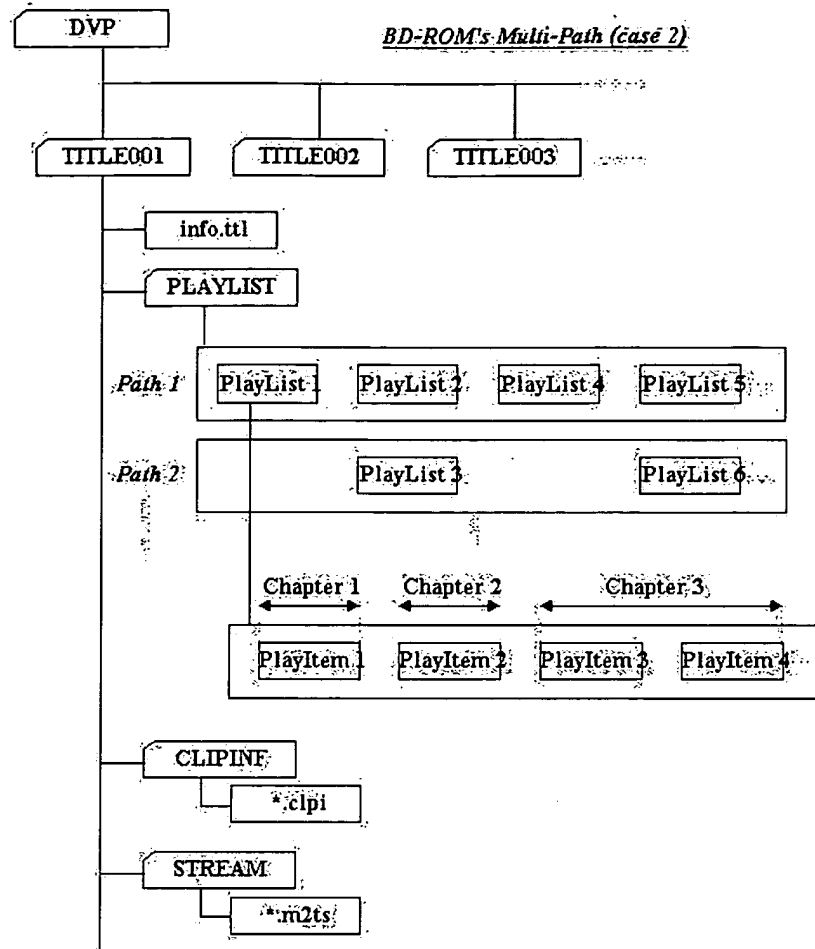 DVP
BD-ROM's Multi-Path (case 2)
TITLE001 TITLE002 TITLE003
info.ttl
PLAYLIST
Path 1 PlayList 1 PlayList 2 PlayList 4 PlayList 5
Path 2 PlayList 3 PlayList 6
Chapter 1 Chapter 2 Chapter 3
PlayItem 1 PlayItem 2 PlayItem 3 PlayItem 4
CLIPINF
*.clpi
STREAM
*.m2ts